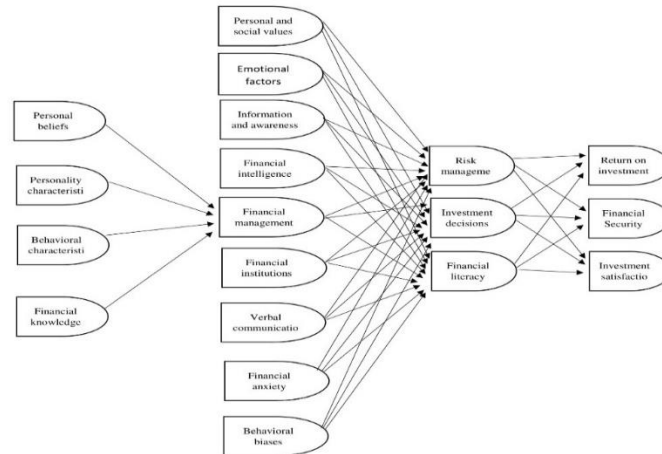 Personal
beliefs
Personality
characteristi
Behavioral
characteristi
Financial
knowledge
Personal and
social values
Emotional
factors
Information
and awareness
Financial
intelligence
Financial
management
Financial
institutions
Verbal
communicatio
Financial
anxiety
Behavioral
biases
Risk
manageme
Investment
decisions
Financial
literacy
Return on
investment
Financial
Security
Investment
satisfactio